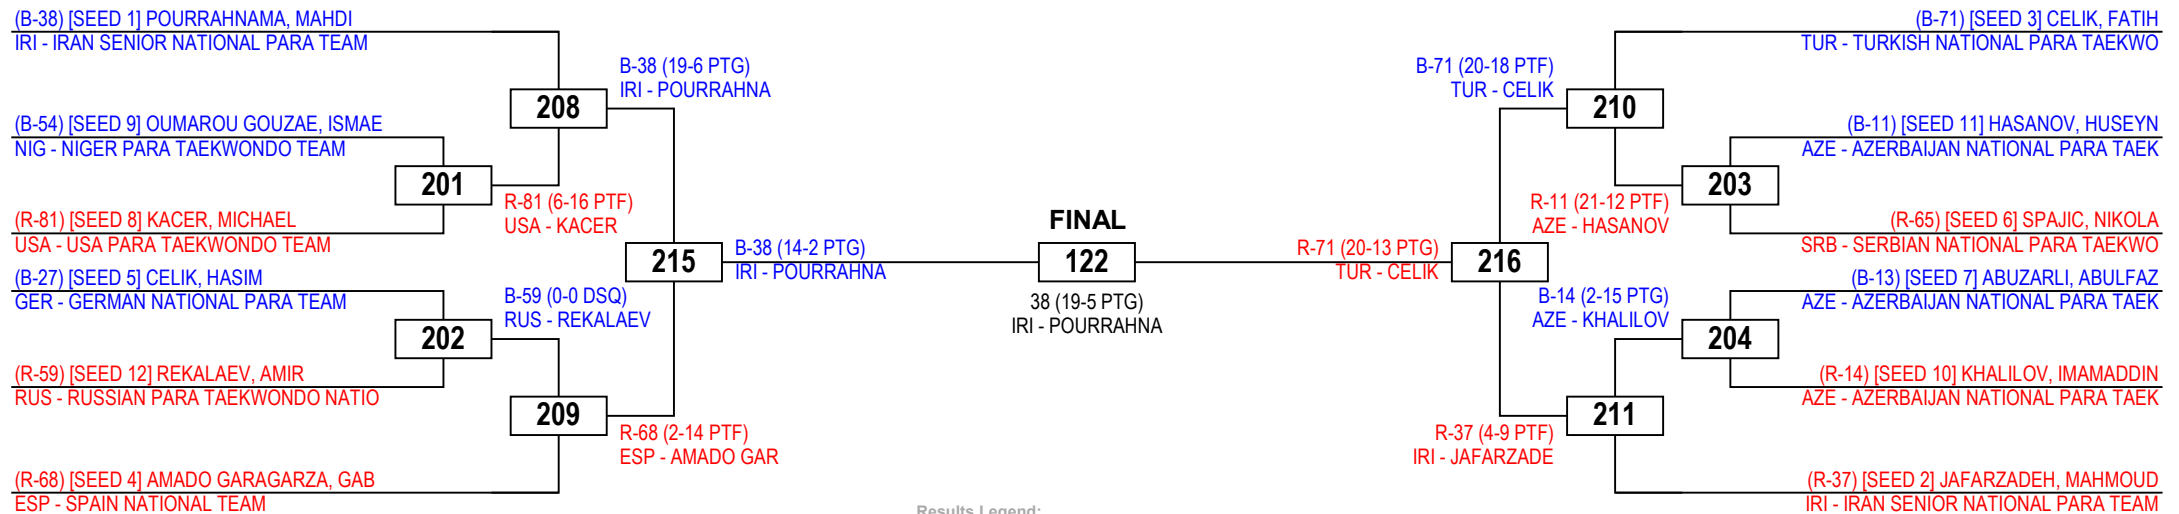 (B-38) [SEED 1] POURRAHNAMA, MAHDI
IRI - IRAN SENIOR NATIONAL PARA TEAM
(B-54) [SEED 9] OUMAROU GOUZAE, ISMAE
NIG - NIGER PARA TAEKWONDO TEAM
(R-81) [SEED 8] KACER, MICHAEL
USA - USA PARA TAEKWONDO TEAM
(B-27) [SEED 5] CELIK, HASIM
GER - GERMAN NATIONAL PARA TEAM
(R-59) [SEED 12] REKALAEV, AMIR
RUS - RUSSIAN PARA TAEKWONDO NATIO
(R-68) [SEED 4] AMADO GARAGARZA, GAB
ESP - SPAIN NATIONAL TEAM
201
202
R-81 (6-16 PTF)
USA - KACER
B-59 (0-0 DSQ)
RUS - REKALAEV
208
209
B-38 (19-6 PTG)
IRI - POURRAHNA
R-68 (2-14 PTF)
ESP - AMADO GAR
215
B-38 (14-2 PTG)
IRI - POURRAHNA
FINAL
122
38 (19-5 PTG)
IRI - POURRAHNA
Results Legend:
R-71 (20-13 PTG)
TUR - CELIK
216
B-71 (20-18 PTF)
TUR - CELIK
R-37 (4-9 PTF)
IRI - JAFARZADE
210
211
R-11 (21-12 PTF)
AZE - HASANOV
B-14 (2-15 PTG)
AZE - KHALILOV
203
204
(B-71) [SEED 3] CELIK, FATIH
TUR - TURKISH NATIONAL PARA TAEKWO
(B-11) [SEED 11] HASANOV, HUSEYN
AZE - AZERBAIJAN NATIONAL PARA TAEK
(R-65) [SEED 6] SPAJIC, NIKOLA
SRB - SERBIAN NATIONAL PARA TAEKWO
(B-13) [SEED 7] ABUZARLI, ABULFAZ
AZE - AZERBAIJAN NATIONAL PARA TAEK
(R-14) [SEED 10] KHALILOV, IMAMADDIN
AZE - AZERBAIJAN NATIONAL PARA TAEK
(R-37) [SEED 2] JAFARZADEH, MAHMOUD
IRI - IRAN SENIOR NATIONAL PARA TEAM